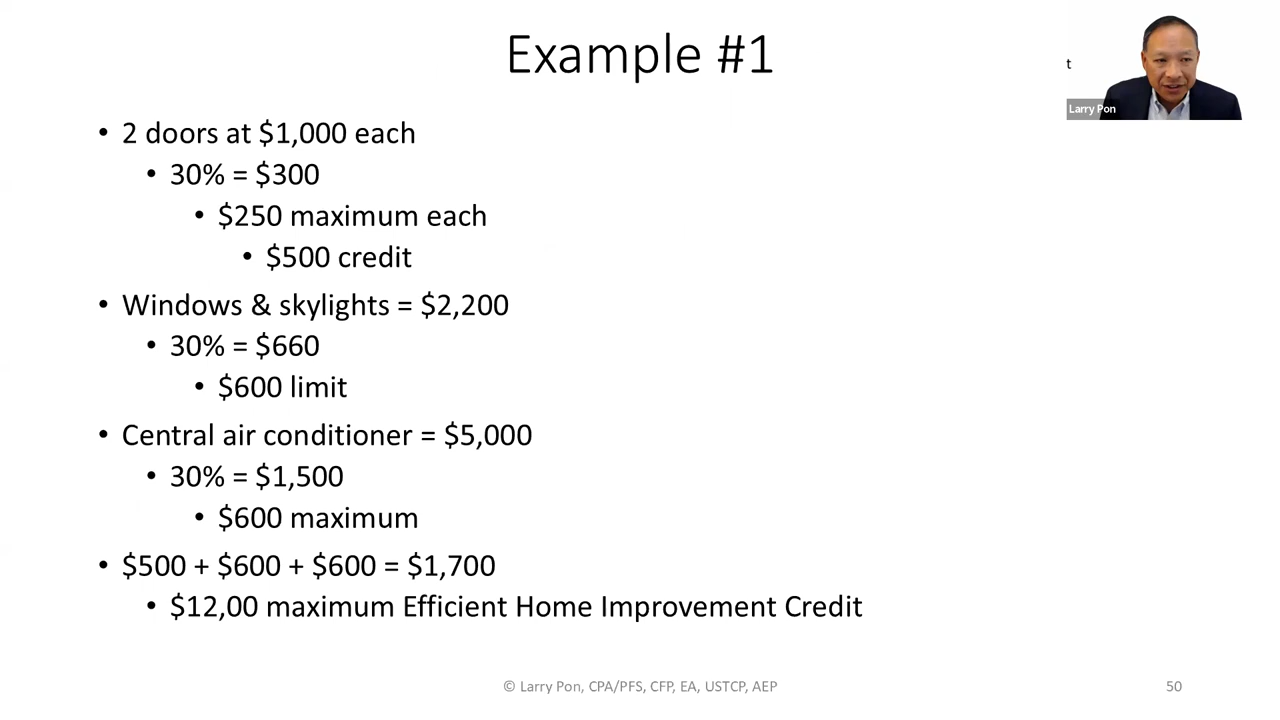 Example #1
t
Larry Pon
• 2 doors at $1,000 each
• 30% = $300
• $250 maximum each
• $500 credit
• Windows & skylights = $2,200
• 30% = $660
• $600 limit
• Central air conditioner = $5,000
• 30% = $1,500
• $600 maximum
• $500 + $600 + $600 = $1,700
• $12,00 maximum Efficient Home Improvement Credit
© Larry Pon, CPA/PFS, CFP, EA, USTCP, AEP
50